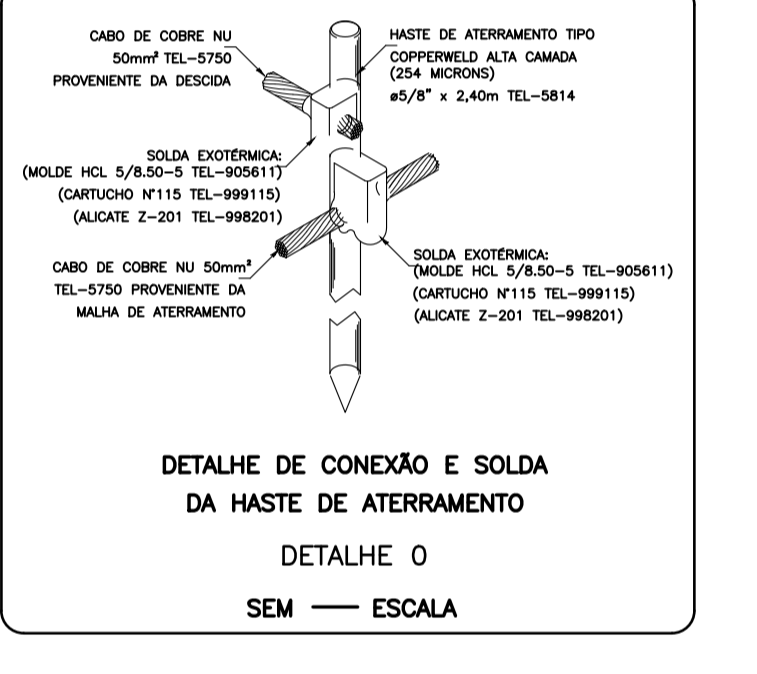 CABO DE COBRE NU
50mm² TEL-5750
PROVENIENTE DA DESCIDA
HASTE DE ATERRAMENTO TIPO
COPPERWELD ALTA CAMADA
(254 MICRONS)
ø5/8" x 2,40m TEL-5814
SOLDA EXOTÉRMICA:
(MOLDE HCL 5/8.50-5 TEL-905611)
(CARTUCHO N°115 TEL-999115)
(ALICATE Z-201 TEL-998201)
CABO DE COBRE NU 50mm²
TEL-5750 PROVENIENTE DA
MALHA DE ATERRAMENTO
SOLDA EXOTÉRMICA:
(MOLDE HCL 5/8.50-5 TEL-905611)
(CARTUCHO N°115 TEL-999115)
(ALICATE Z-201 TEL-998201)
DETALHE DE CONEXÃO E SOLDA
DA HASTE DE ATERRAMENTO
DETALHE O
SEM — ESCALA